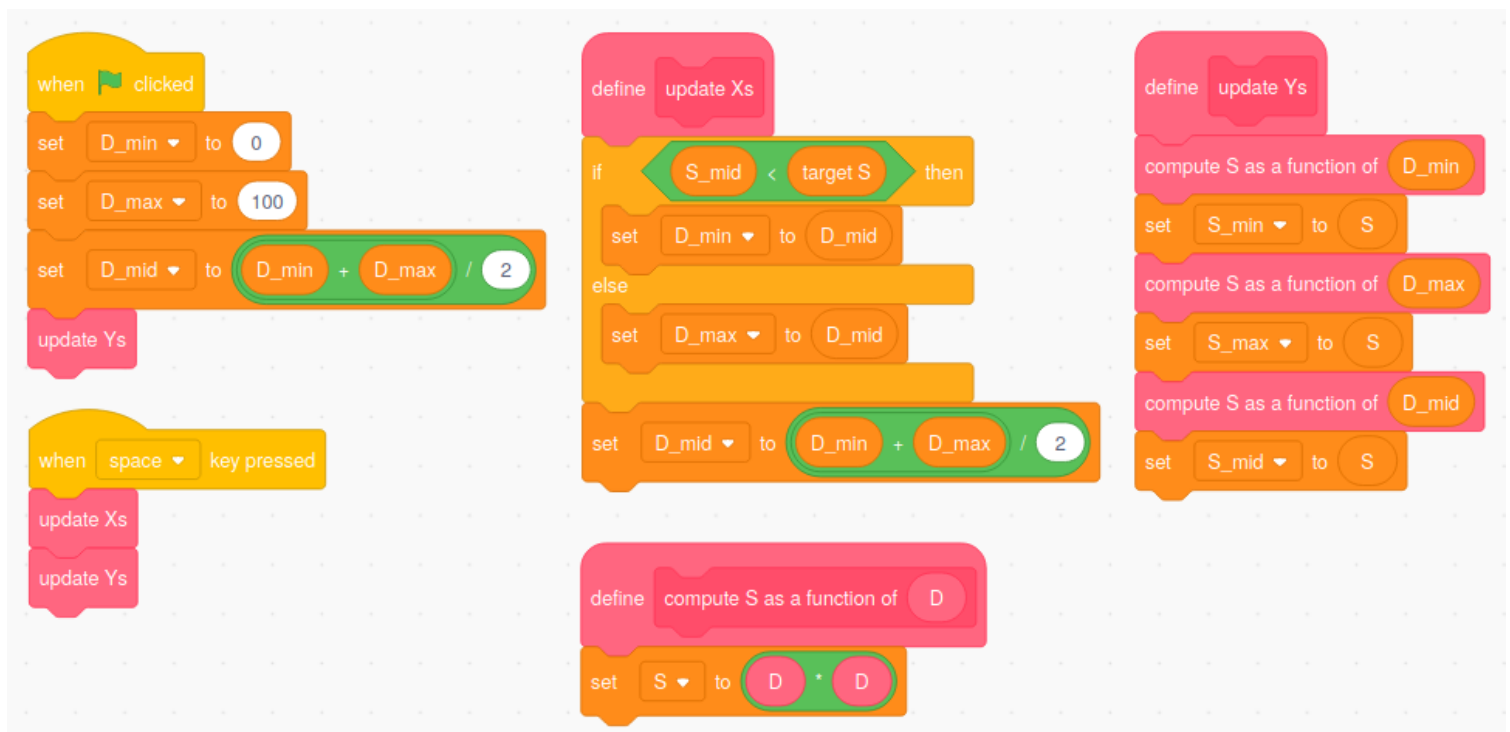 when clicked
set D_min to 0
set D_max to 100
set D_mid to D_min + D_max / 2
update Ys
when space key pressed
update Xs
update Ys
define update Xs
if S_mid < target S then
set D_min to D_mid
else
set D_max to D_mid
set D_mid to D_min + D_max / 2
define compute S as a function of D
set S to D * D
define update Ys
compute S as a function of D_min
set S_min to S
compute S as a function of D_max
set S_max to S
compute S as a function of D_mid
set S_mid to S